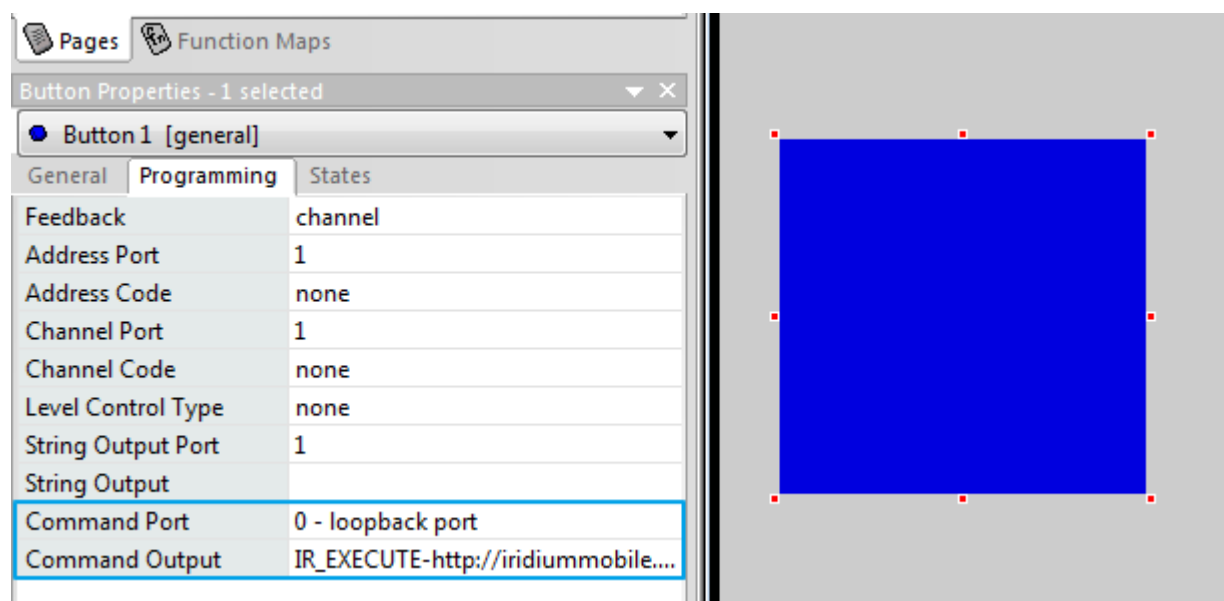 Pages Function Maps
Button Properties - 1 selected
Button 1 [general]
General Programming States
Feedback channel
Address Port 1
Address Code none
Channel Port 1
Channel Code none
Level Control Type none
String Output Port 1
String Output
Command Port 0 - loopback port
Command Output IR_EXECUTE-http://iridiummobile....